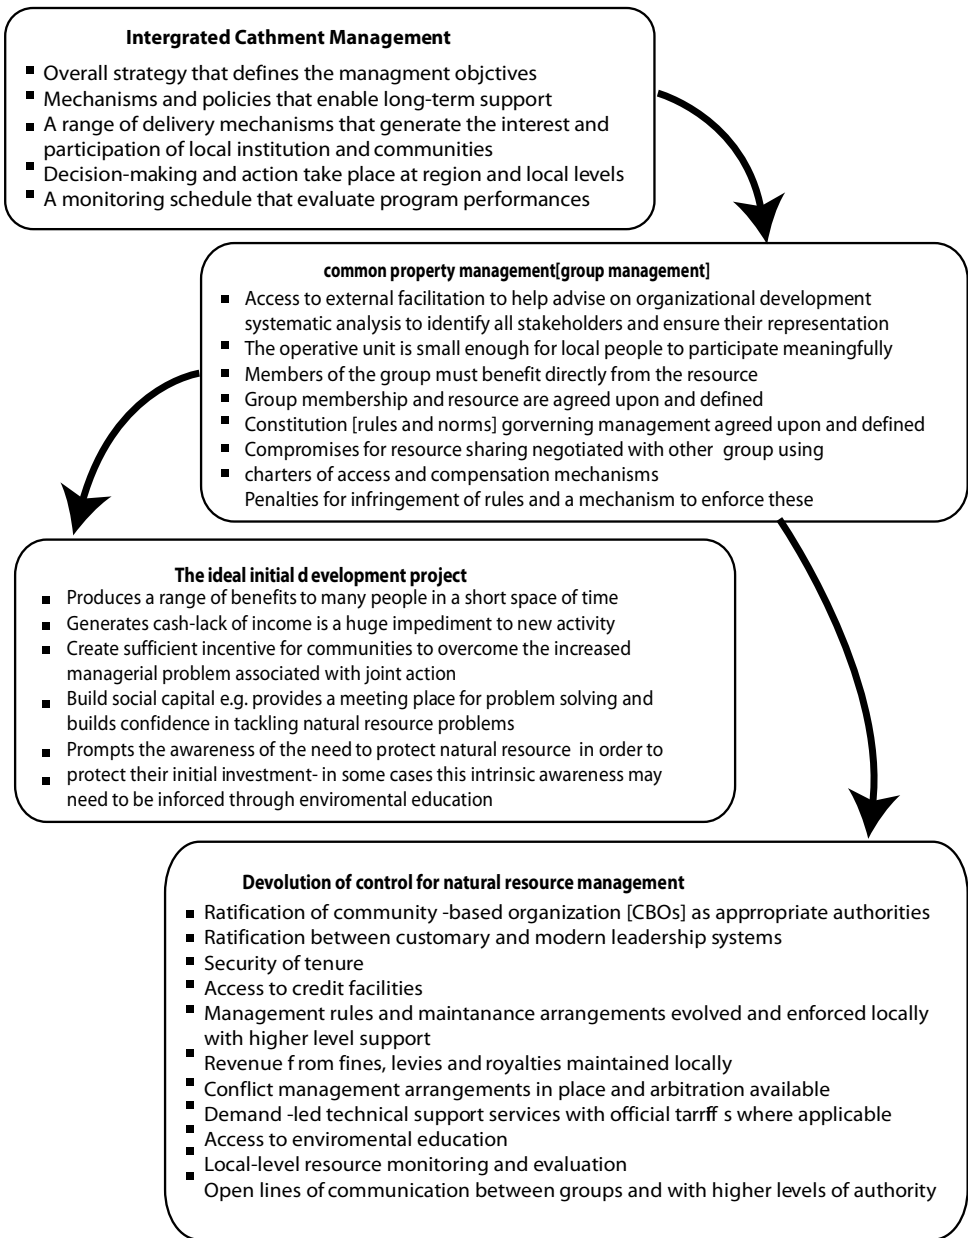 Intergrated Cathment Management
▪ Overall strategy that defines the managment objctives
▪ Mechanisms and policies that enable long-term support
▪ A range of delivery mechanisms that generate the interest and
participation of local institution and communities
▪ Decision-making and action take place at region and local levels
▪ A monitoring schedule that evaluate program performances
common property management[group management]
▪ Access to external facilitation to help advise on organizational development
systematic analysis to identify all stakeholders and ensure their representation
▪ The operative unit is small enough for local people to participate meaningfully
▪ Members of the group must benefit directly from the resource
▪ Group membership and resource are agreed upon and defined
▪ Constitution [rules and norms] gorverning management agreed upon and defined
▪ Compromises for resource sharing negotiated with other group using
▪ charters of access and compensation mechanisms
Penalties for infringement of rules and a mechanism to enforce these
The ideal initial d evelopment project
▪ Produces a range of benefits to many people in a short space of time
▪ Generates cash-lack of income is a huge impediment to new activity
▪ Create sufficient incentive for communities to overcome the increased
managerial problem associated with joint action
▪ Build social capital e.g. provides a meeting place for problem solving and
builds confidence in tackling natural resource problems
▪ Prompts the awareness of the need to protect natural resource in order to
▪ protect their initial investment- in some cases this intrinsic awareness may
need to be inforced through enviromental education
Devolution of control for natural resource management
▪ Ratification of community -based organization [CBOs] as apprropriate authorities
▪ Ratification between customary and modern leadership systems
▪ Security of tenure
▪ Access to credit facilities
▪ Management rules and maintanance arrangements evolved and enforced locally
with higher level support
▪ Revenue f rom fines, levies and royalties maintained locally
▪ Conflict management arrangements in place and arbitration available
▪ Demand -led technical support services with official tarrff s where applicable
▪ Access to enviromental education
▪ Local-level resource monitoring and evaluation
▪ Open lines of communication between groups and with higher levels of authority